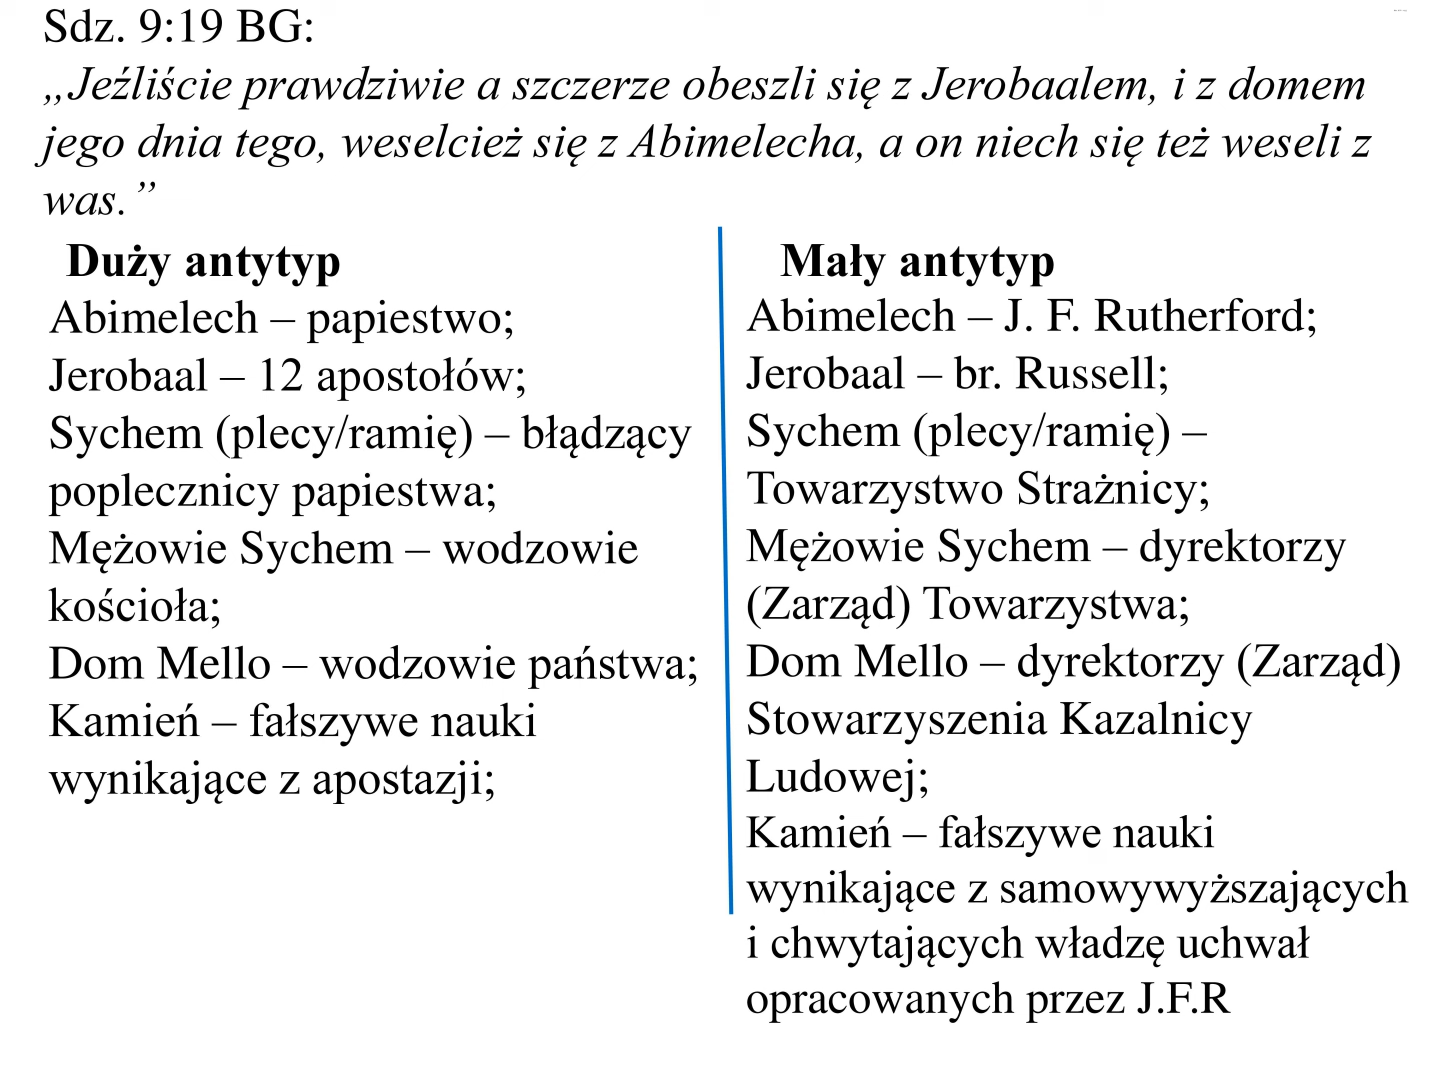 Sdz. 9:19 BG:
„Jeźliście prawdziwie a szczerze obeszli się z Jerobaalem, i z domem
jego dnia tego, weselcież się z Abimelecha, a on niech się też weseli z
was.”
Duży antytyp
Abimelech – papiestwo;
Jerobaal – 12 apostołów;
Sychem (plecy/ramię) – błądzący
poplecznicy papiestwa;
Mężowie Sychem – wodzowie
kościoła;
Dom Mello – wodzowie państwa;
Kamień – fałszywe nauki
wynikające z apostazji;
Mały antytyp
Abimelech – J. F. Rutherford;
Jerobaal – br. Russell;
Sychem (plecy/ramię) –
Towarzystwo Strażnicy;
Mężowie Sychem – dyrektorzy
(Zarząd) Towarzystwa;
Dom Mello – dyrektorzy (Zarząd)
Stowarzyszenia Kazalnicy
Ludowej;
Kamień – fałszywe nauki
wynikające z samowywyższających
i chwytających władzę uchwał
opracowanych przez J.F.R